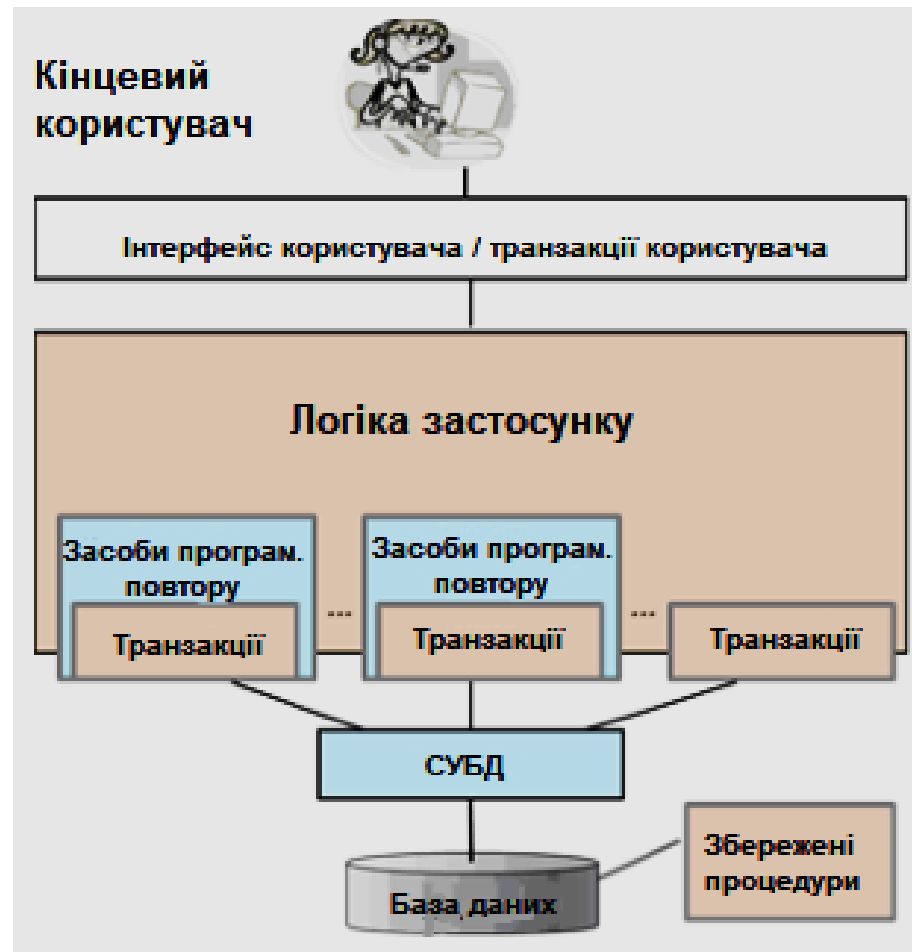 Кінцевий
користувач
Інтерфейс користувача / транзакції користувача
Логіка застосунку
Засоби програм.
повтору
Транзакції
...
Засоби програм.
повтору
Транзакції
...
Транзакції
СУБД
База даних
Збережені
процедури